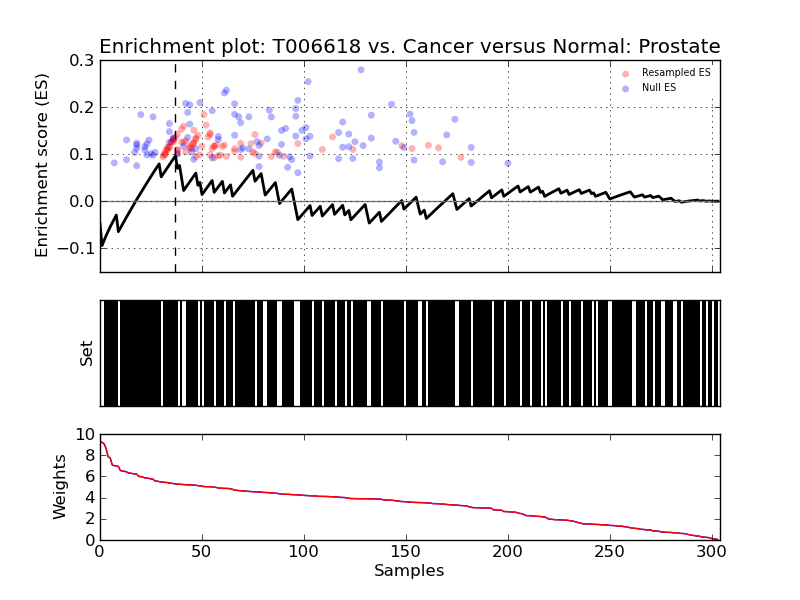 Enrichment plot: T006618 vs. Cancer versus Normal: Prostate
0.3
0.2
0.1
0.0
−0.1
Enrichment score (ES)
Resampled ES
Null ES
Set
10
8
6
4
2
0
Weights
0 50 100 150 200 250 300
Samples